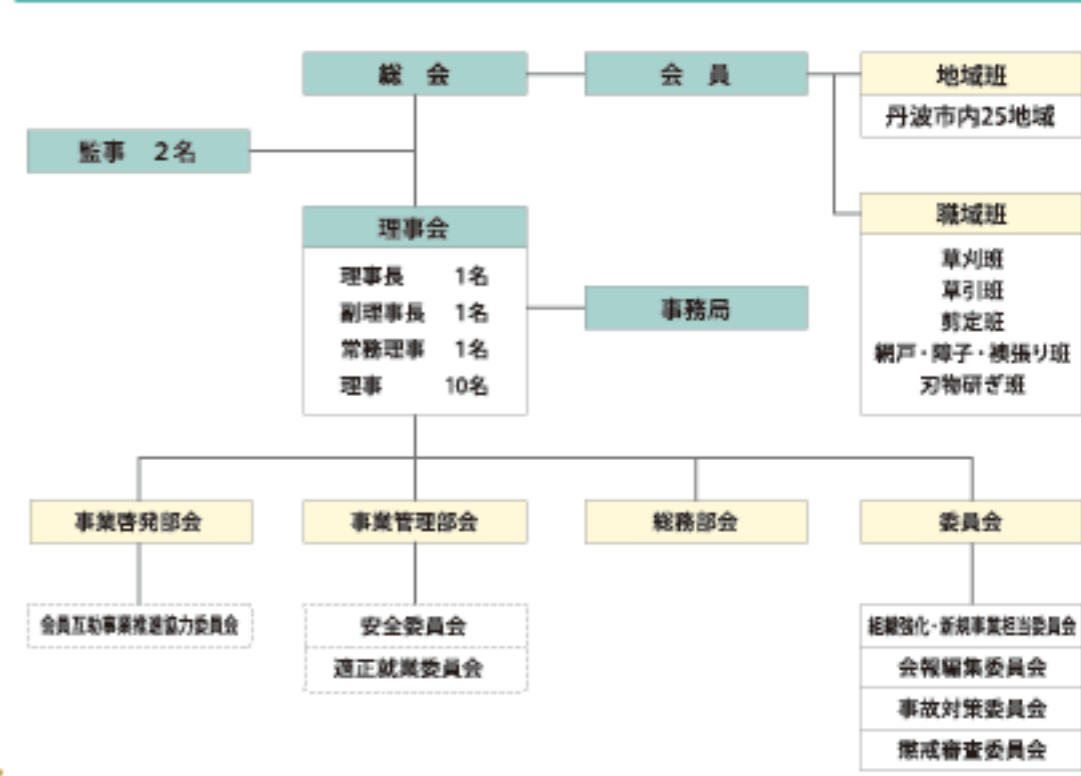 総　会
会　員
地域班
丹波市内25地域
監事　2名
職域班
草刈班
草引班
剪定班
網戸・障子・襖張り班
刃物研ぎ班
理事会
理事長　1名
副理事長　1名
常務理事　1名
理事　10名
事務局
事業啓発部会
事業管理部会
総務部会
委員会
会員互助事業推進協力委員会
安全委員会
適正就業委員会
組織強化・新規事業担当委員会
会報編集委員会
事故対策委員会
懲戒審査委員会